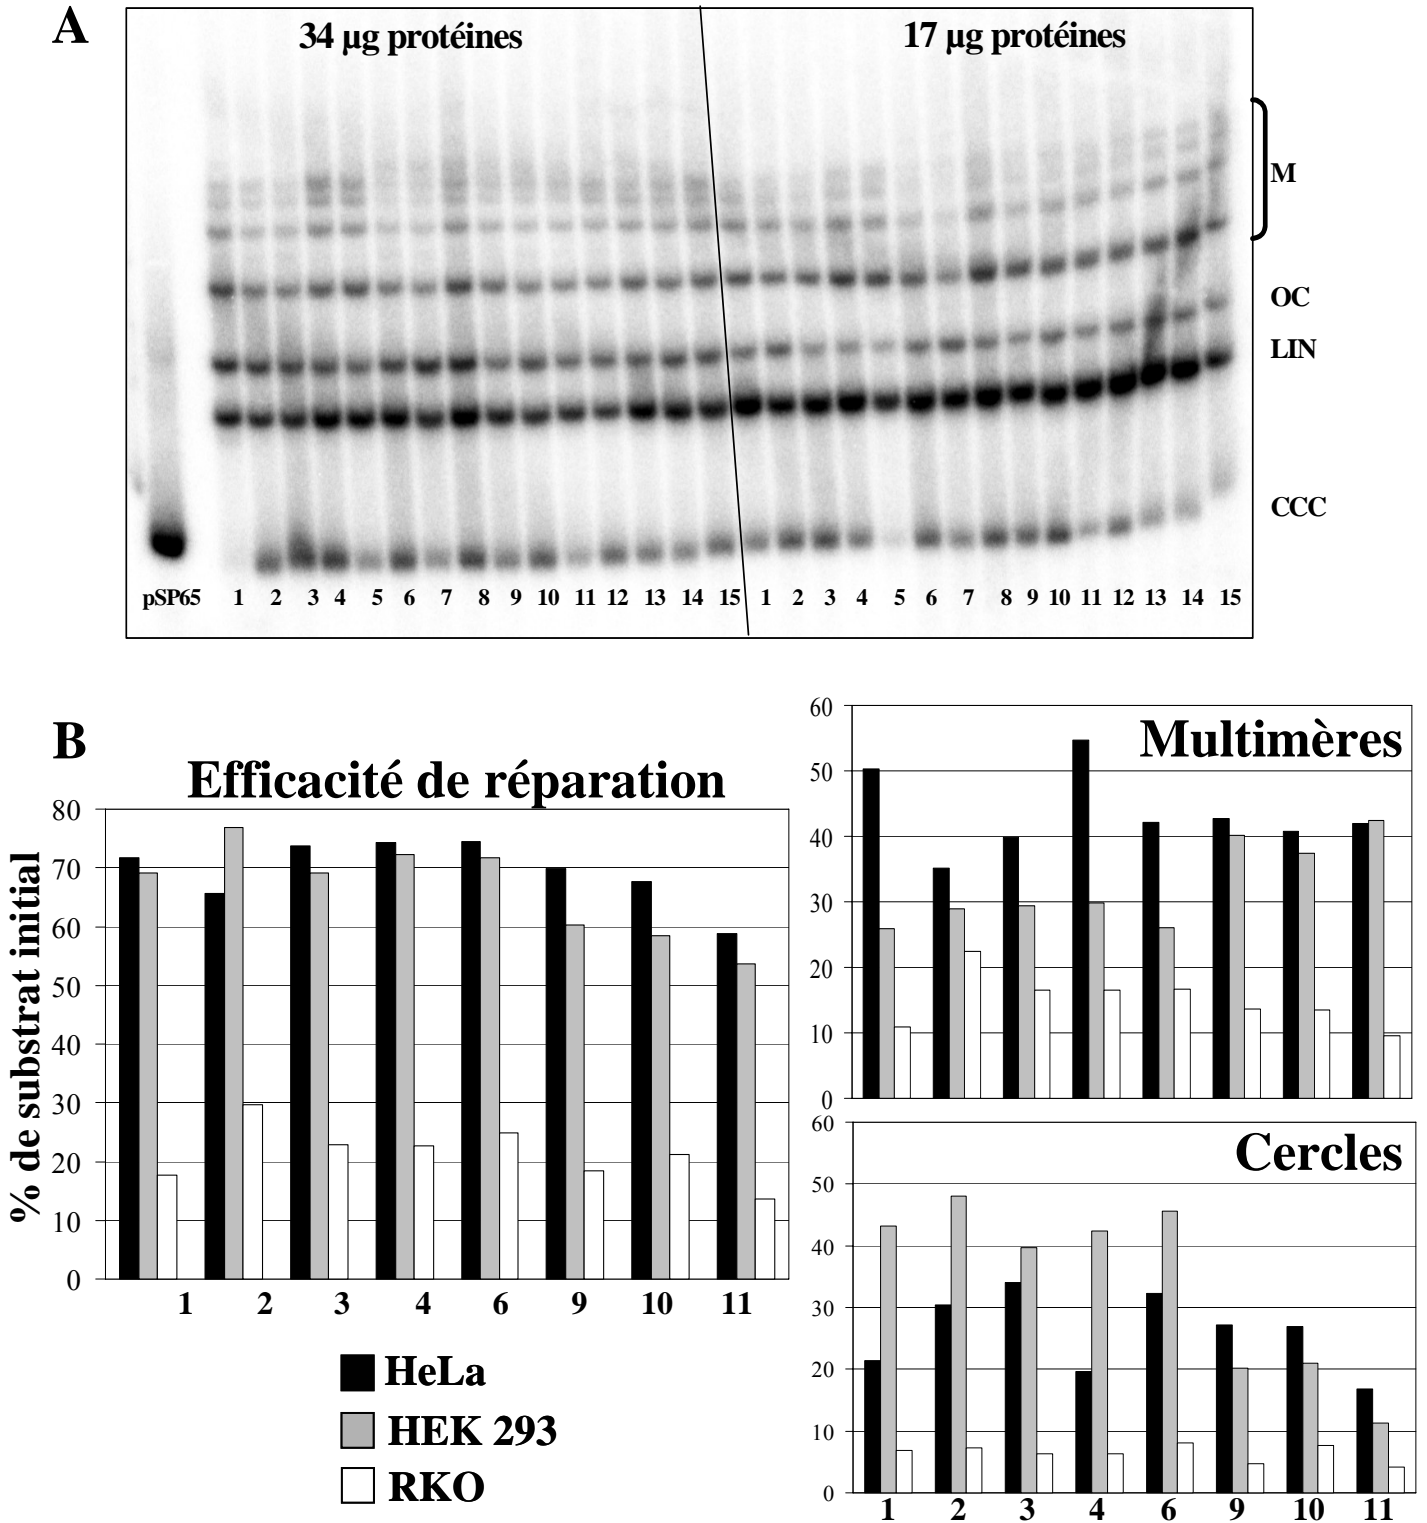 A
34 µg protéines
17 µg protéines
M
OC
LIN
CCC
pSP65 1 2 3 4 5 6 7 8 9 10 11 12 13 14 15 1 2 3 4 5 6 7 8 9 10 11 12 13 14 15
B
Efficacité de réparation
% de substrat initial
80
70
60
50
40
30
20
10
0
1 2 3 4 6 9 10 11
HeLa
HEK 293
RKO
Multimères
60
50
40
30
20
10
0
Cercles
60
50
40
30
20
10
0
1 2 3 4 6 9 10 11